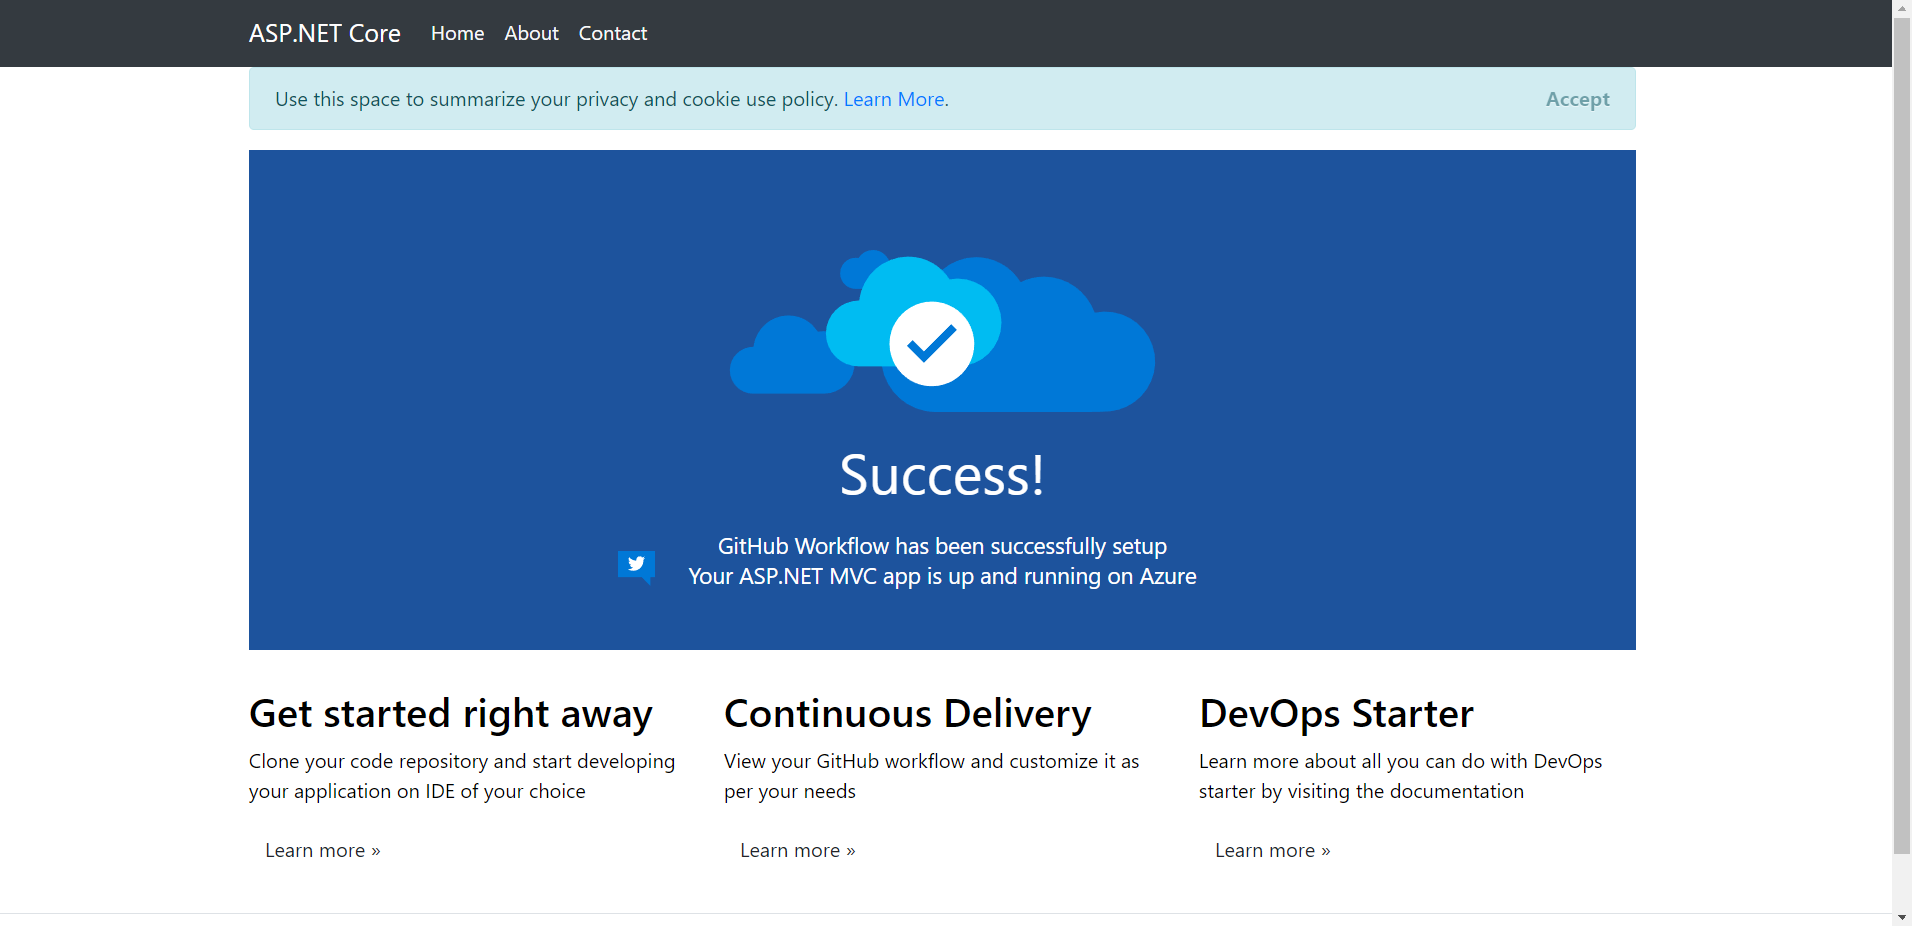 ASP.NET Core Home About Contact
Use this space to summarize your privacy and cookie use policy. Learn More. Accept
Success!
GitHub Workflow has been successfully setup
Your ASP.NET MVC app is up and running on Azure
Get started right away
Clone your code repository and start developing
your application on IDE of your choice
Learn more »
Continuous Delivery
View your GitHub workflow and customize it as
per your needs
Learn more »
DevOps Starter
Learn more about all you can do with DevOps
starter by visiting the documentation
Learn more »